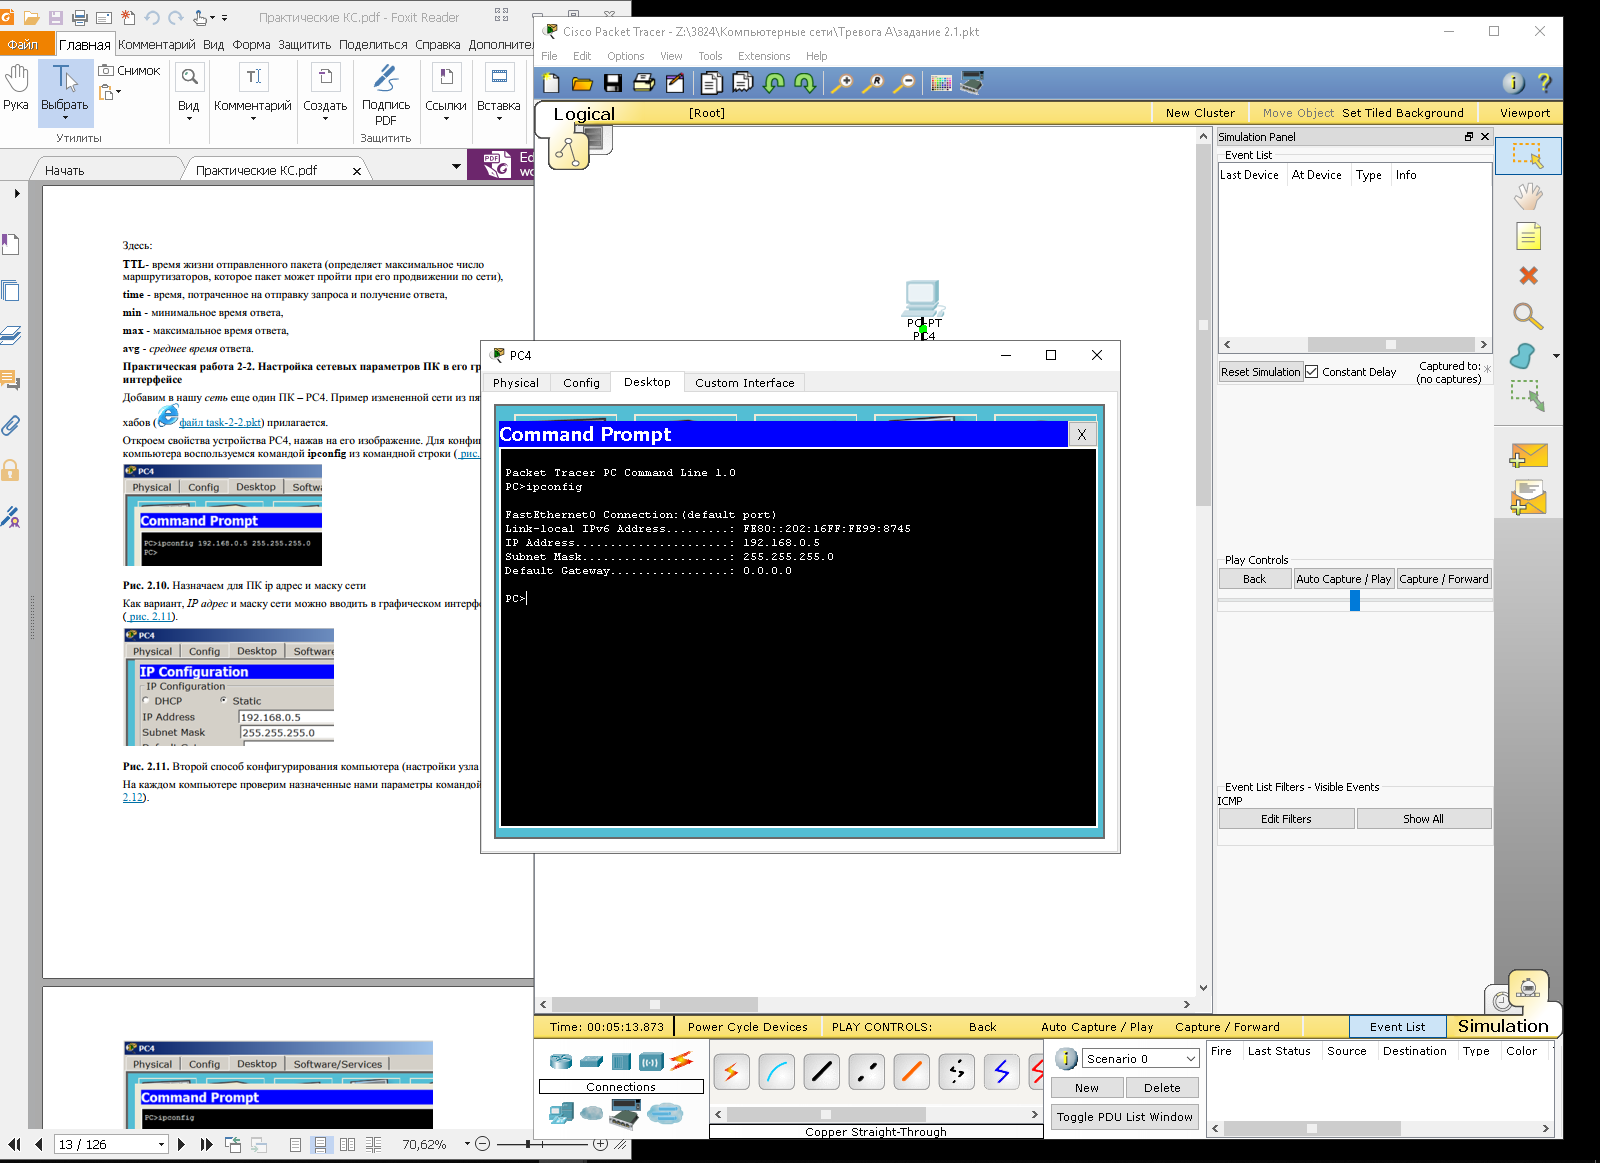 Практические КС.pdf - Foxit Reader
Файл
Главная
Комментарий
Вид
Форма
Защитить
Поделиться
Справка
Дополните
Рука
Выбрать
Снимок
Вид
Комментарий
Создать
Подпись PDF
Ссылки
Вставка
Утилиты
Защитить
Начать
Практические КС.pdf
Здесь:
TTL- время жизни отправленного пакета (определяет максимальное число
маршрутизаторов, которое пакет может пройти при его продвижении по сети),
time - время, потраченное на отправку запроса и получение ответа,
min - минимальное время ответа,
max - максимальное время ответа,
avg - среднее время ответа.
Практическая работа 2-2. Настройка сетевых параметров ПК в его гр
интерфейсе
Добавим в нашу сеть еще один ПК – PC4. Пример измененной сети из пя
хабов ( файл task-2-2.pkt) прилагается.
Откроем свойства устройства PC4, нажав на его изображение. Для конфи
компьютера воспользуемся командой ipconfig из командной строки ( рис.
PC4
Physical Config Desktop Softwa
Command Prompt
PC>ipconfig 192.168.0.5 255.255.255.0
PC>
Рис. 2.10. Назначаем для ПК ip адрес и маску сети
Как вариант, IP адрес и маску сети можно вводить в графическом интерф
( рис. 2.11).
PC4
Physical Config Desktop Software
IP Configuration
IP Configuration
DHCP Static
IP Address 192.168.0.5
Subnet Mask 255.255.255.0
Рис. 2.11. Второй способ конфигурирования компьютера (настройки узла
На каждом компьютере проверим назначенные нами параметры командой
2.12).
PC4
Physical Config Desktop Software/Services
Command Prompt
PC>ipconfig
13 / 126
70,62%
Cisco Packet Tracer - Z:\3824\Компьютерные сети\Тревога А\задание 2.1.pkt
File Edit Options View Tools Extensions Help
Logical
[Root]
New Cluster
Move Object
Set Tiled Background
Viewport
PC-PT
PC4
PC4
Physical Config Desktop Custom Interface
Command Prompt
X
Packet Tracer PC Command Line 1.0
PC>ipconfig
FastEthernet0 Connection:(default port)
Link-local IPv6 Address.........: FE80::202:16FF:FE99:8745
IP Address......................: 192.168.0.5
Subnet Mask.....................: 255.255.255.0
Default Gateway.................: 0.0.0.0
PC>
Simulation Panel
Event List
Last Device At Device Type Info
Reset Simulation
Constant Delay
Captured to:
(no captures)
Play Controls
Back
Auto Capture / Play
Capture / Forward
Event List Filters - Visible Events
ICMP
Edit Filters
Show All
Time: 00:05:13.873
Power Cycle Devices
PLAY CONTROLS:
Back
Auto Capture / Play
Capture / Forward
Event List
Simulation
Connections
Copper Straight-Through
Scenario 0
New
Delete
Toggle PDU List Window
Fire Last Status Source Destination Type Color